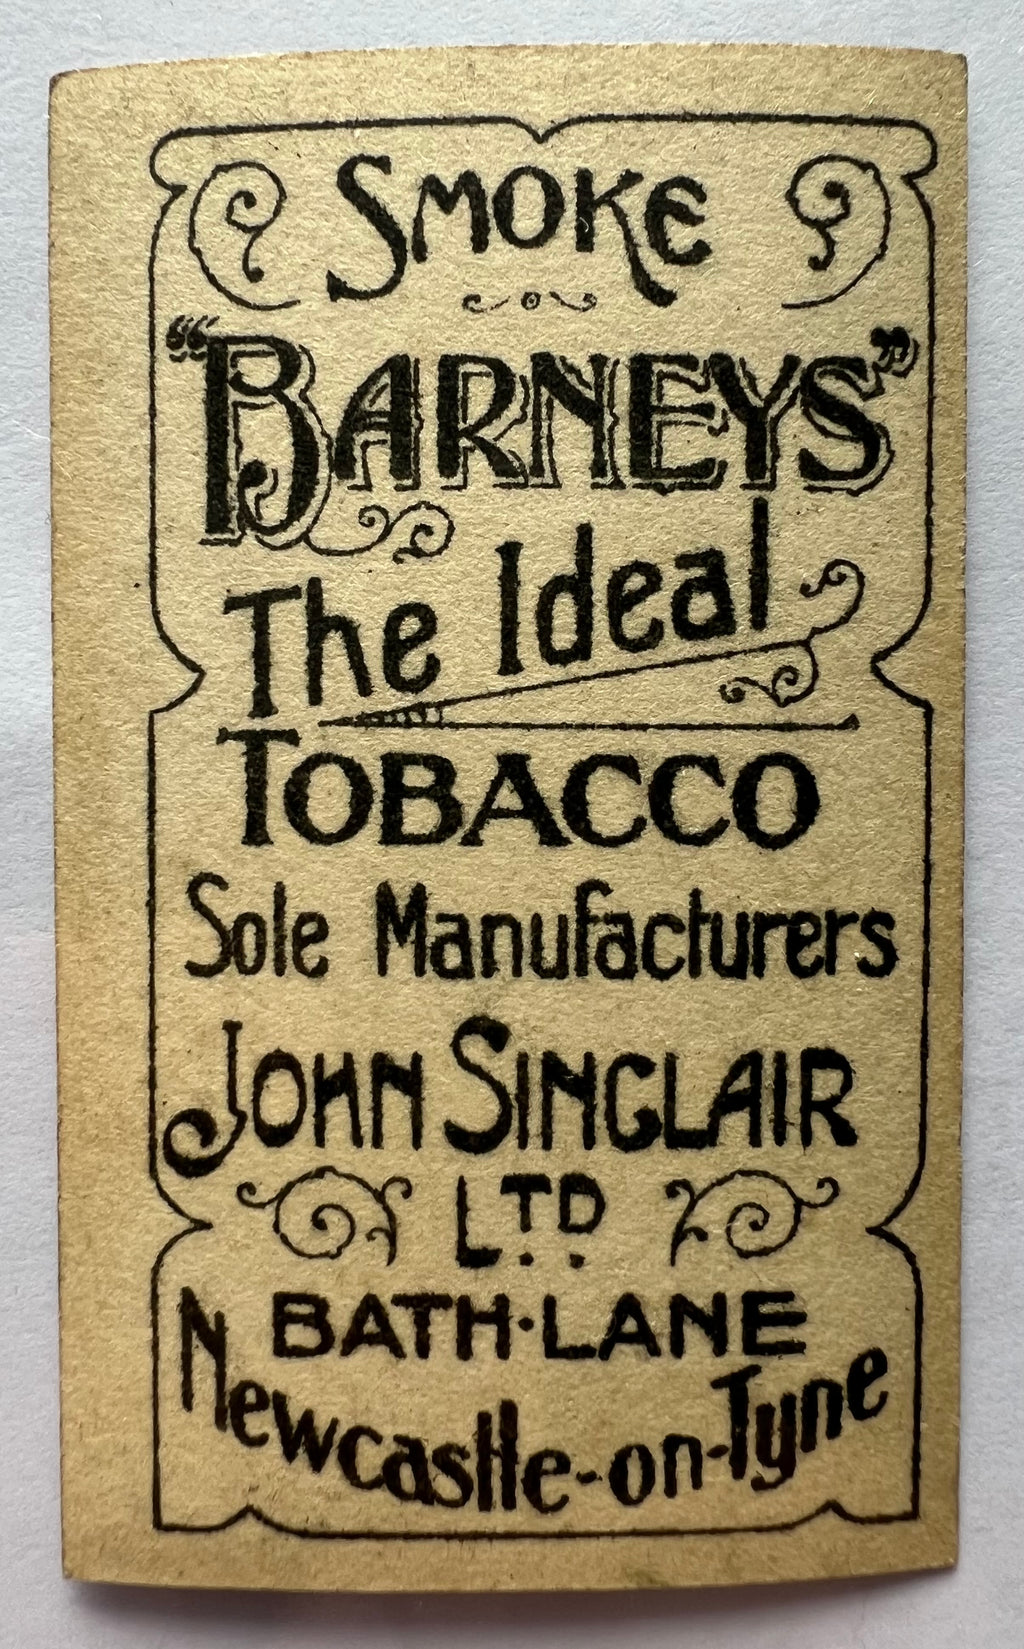 SMOKE
"BARNEYS"
The Ideal
TOBACCO
Sole Manufacturers
JOHN SINCLAIR
LTD
BATH·LANE
Newcastle-on-Tyne